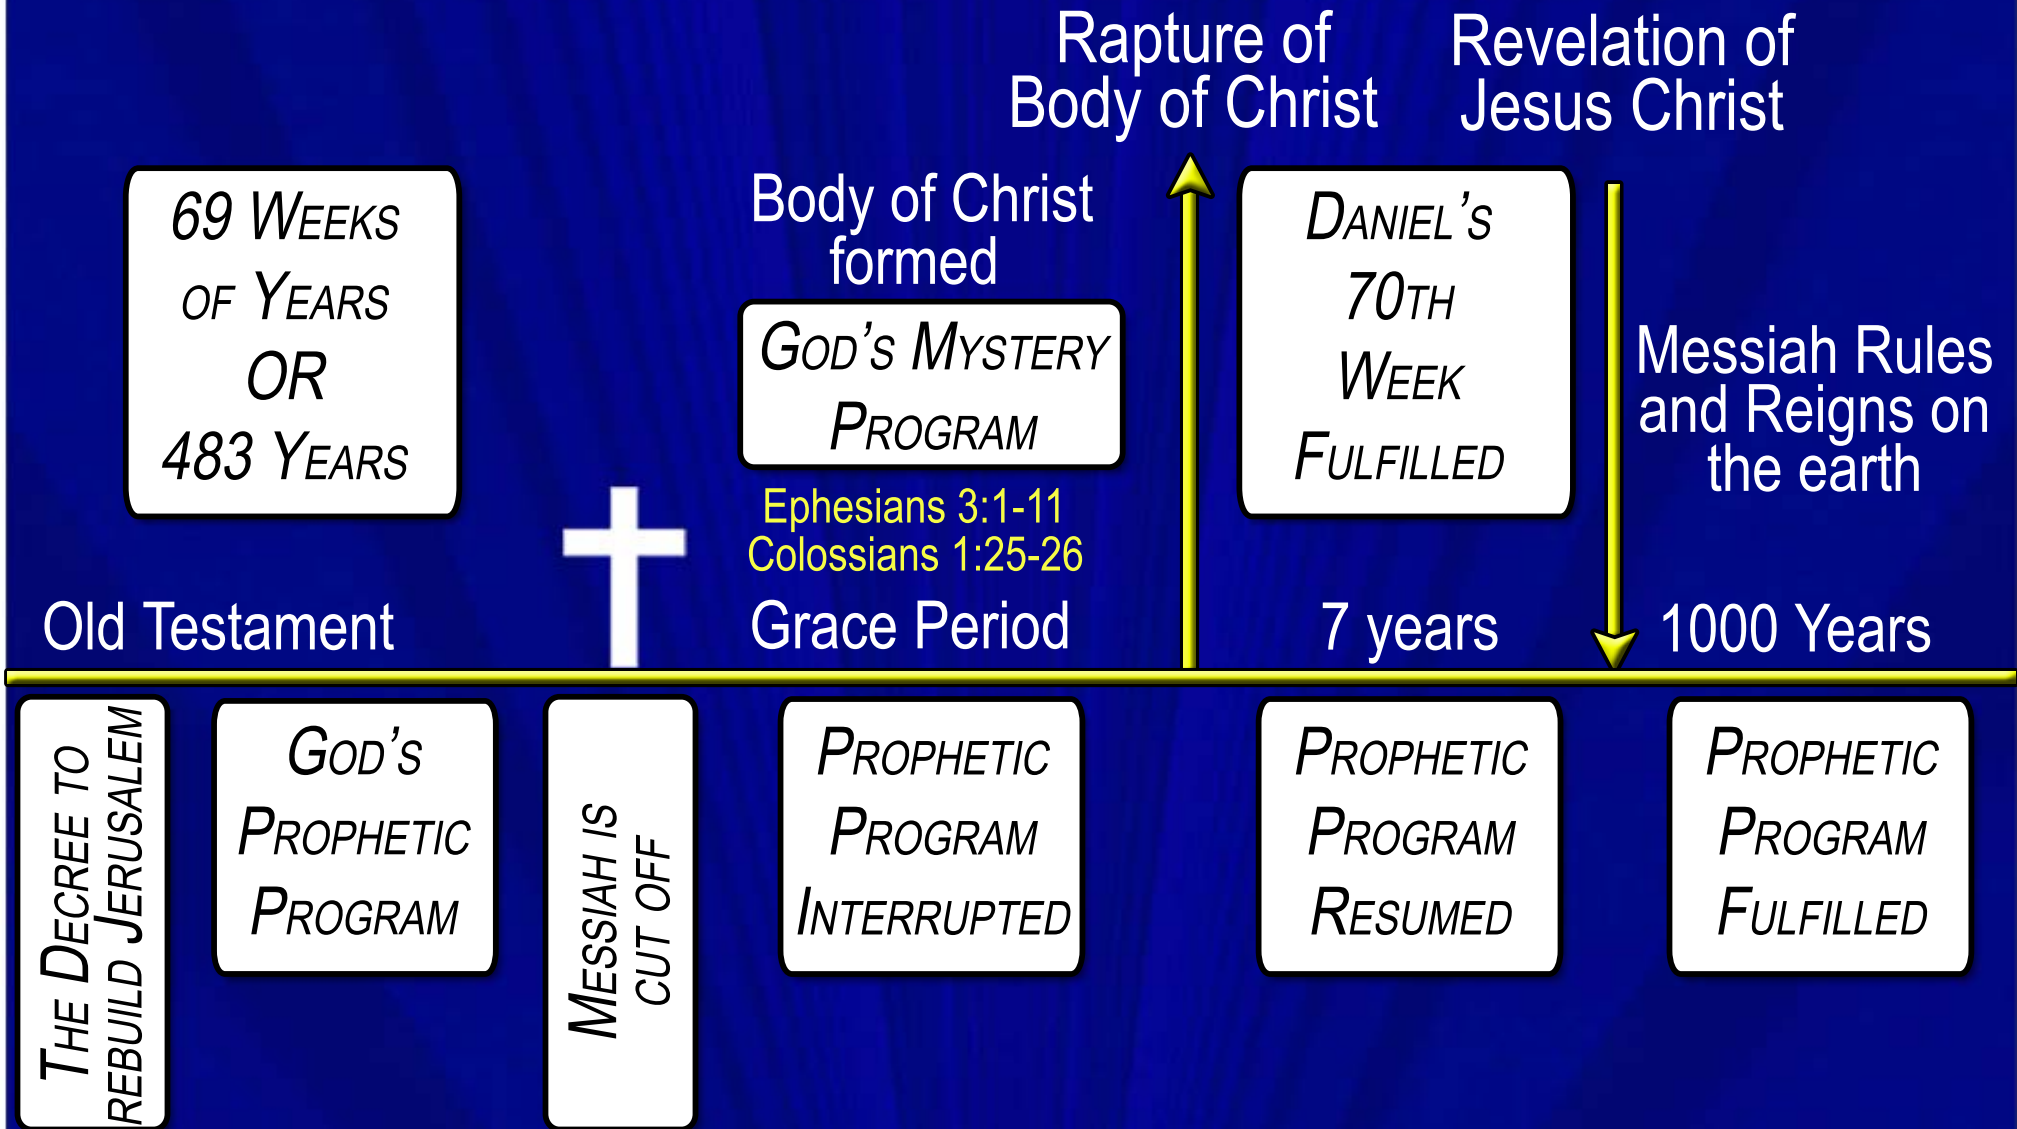 Rapture of
Body of Christ
Revelation of
Jesus Christ
69 WEEKS
OF YEARS
OR
483 YEARS
Body of Christ
formed
GOD'S MYSTERY
PROGRAM
Ephesians 3:1-11
Colossians 1:25-26
DANIEL'S
70TH
WEEK
FULFILLED
Messiah Rules
and Reigns on
the earth
Old Testament
Grace Period
7 years
1000 Years
THE DECREE TO
REBUILD JERUSALEM
GOD'S
PROPHETIC
PROGRAM
MESSIAH IS
CUT OFF
PROPHETIC
PROGRAM
INTERRUPTED
PROPHETIC
PROGRAM
RESUMED
PROPHETIC
PROGRAM
FULFILLED